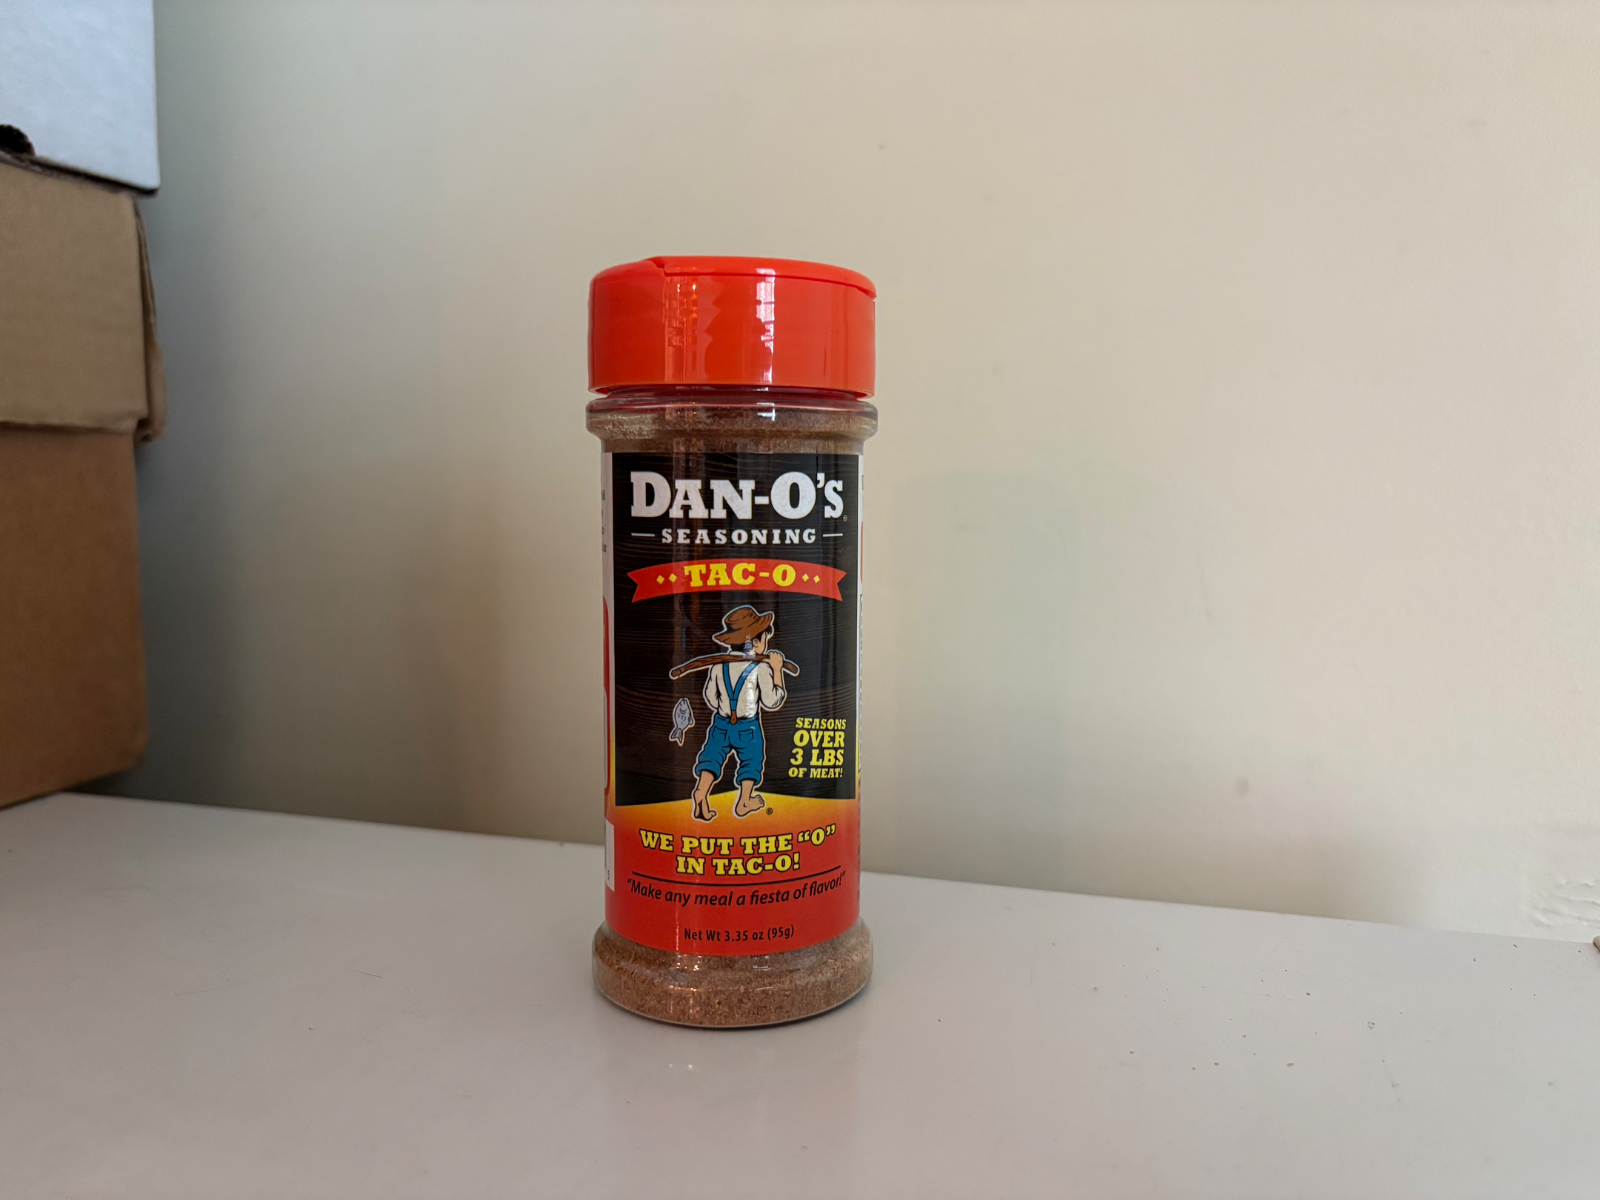 DAN-O'S
SEASONING
TAC-O
SEASONS
OVER
3 LBS
OF MEAT!
WE PUT THE "O"
IN TAC-O!
"Make any meal a fiesta of flavor!"
Net Wt 3.35 oz (95g)